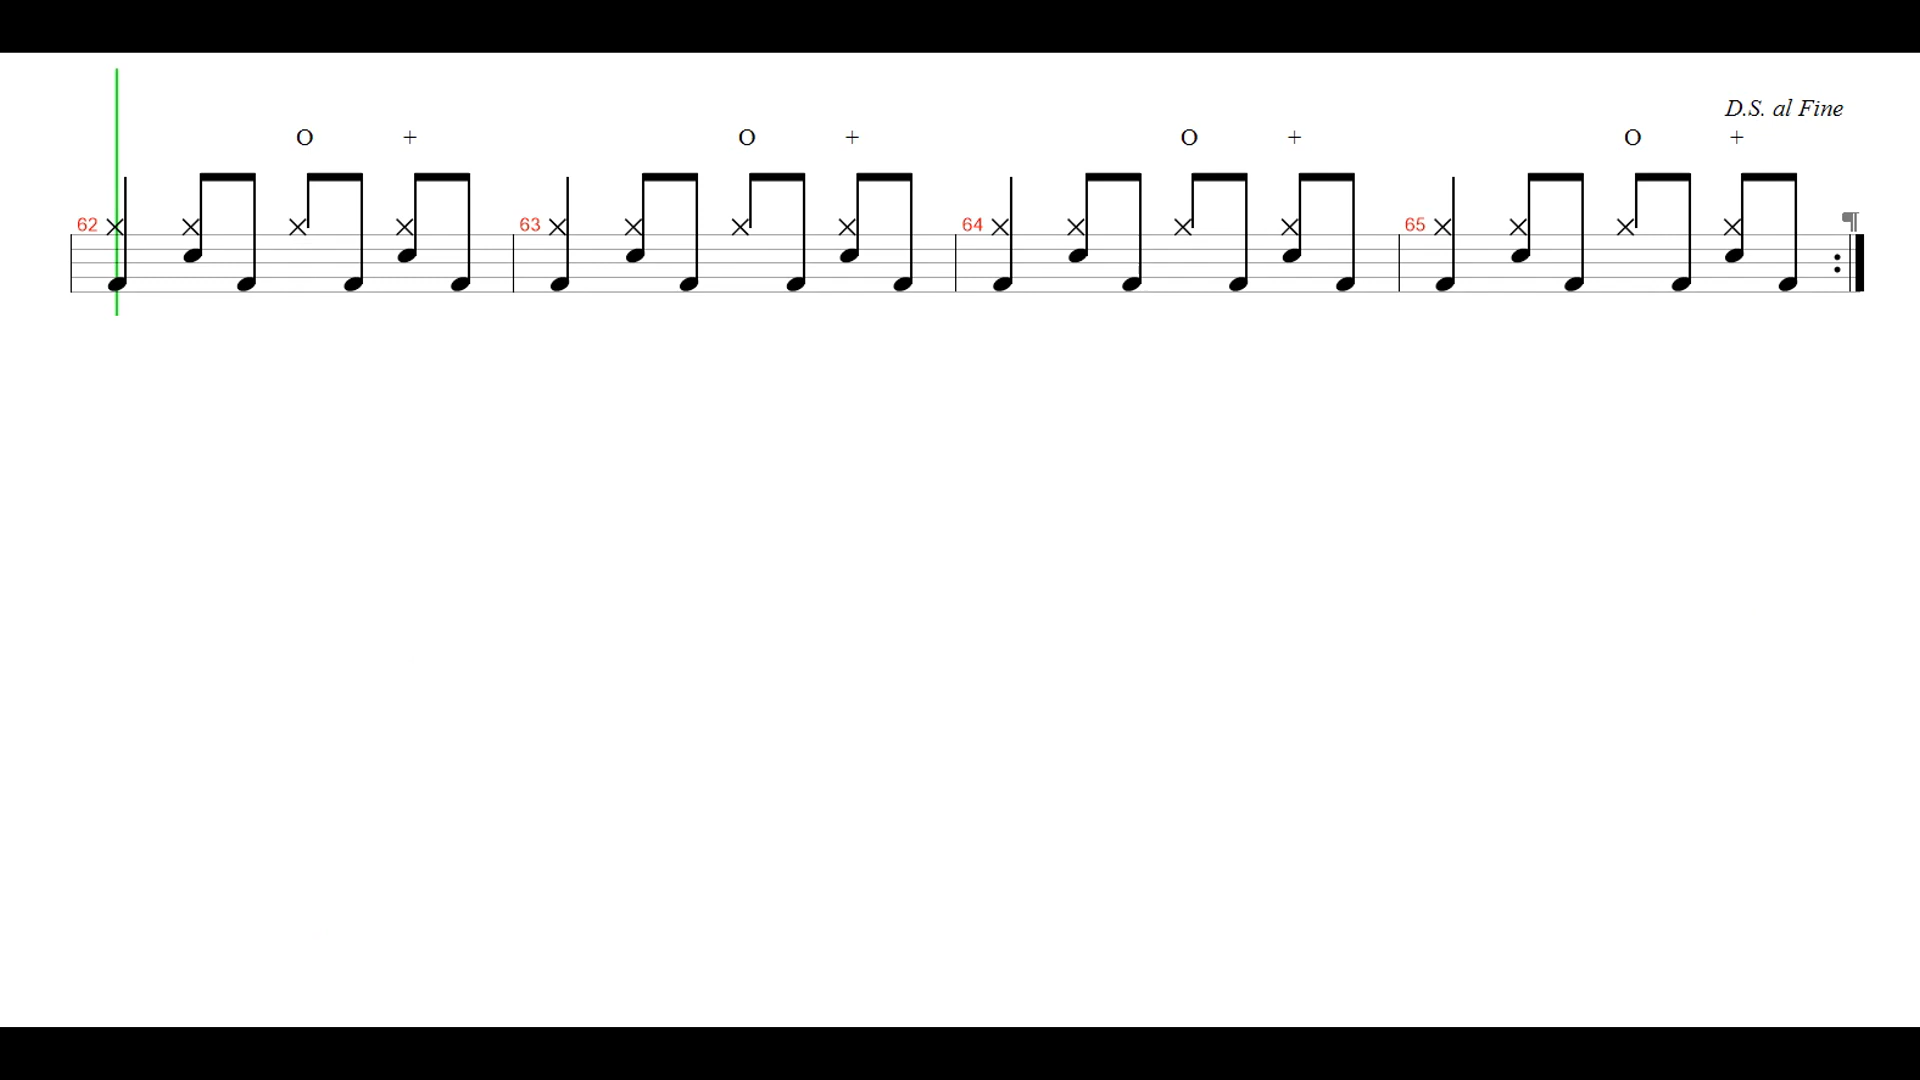 D.S. al Fine
O + O + O + O +
62 63 64 65 ¶